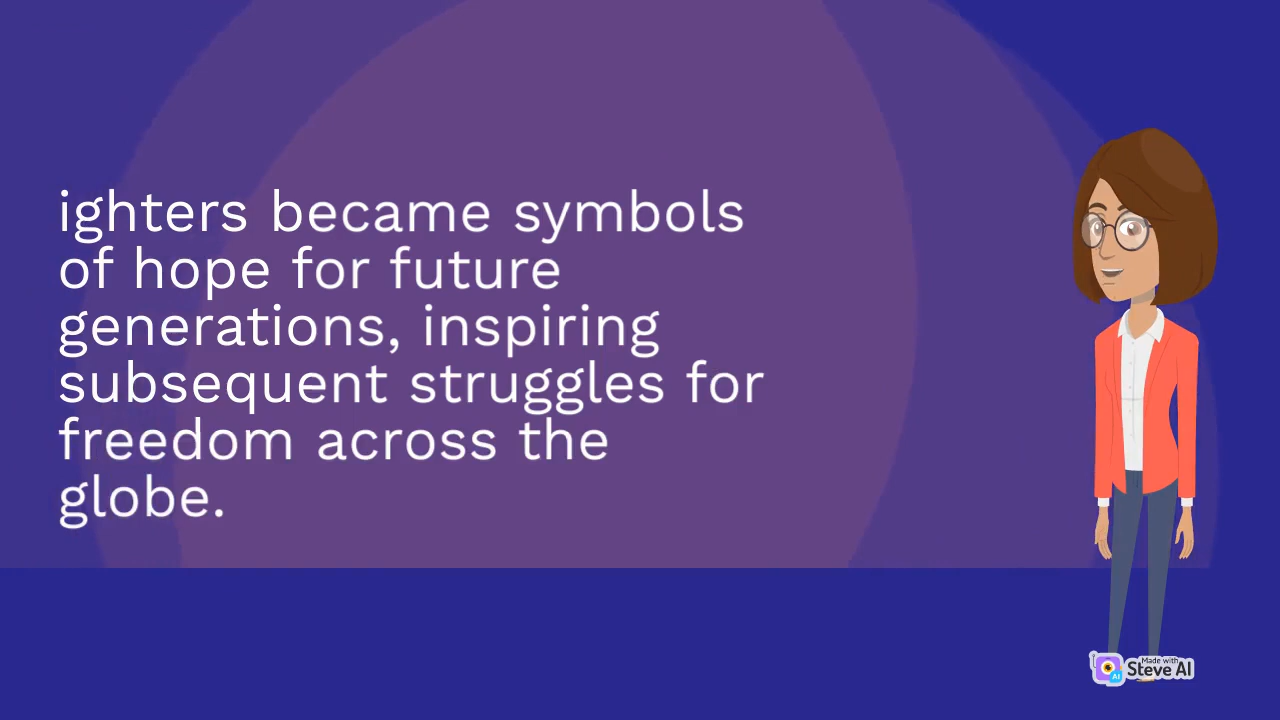 ighters became symbols
of hope for future
generations, inspiring
subsequent struggles for
freedom across the
globe.
Made with
Steve AI
AI